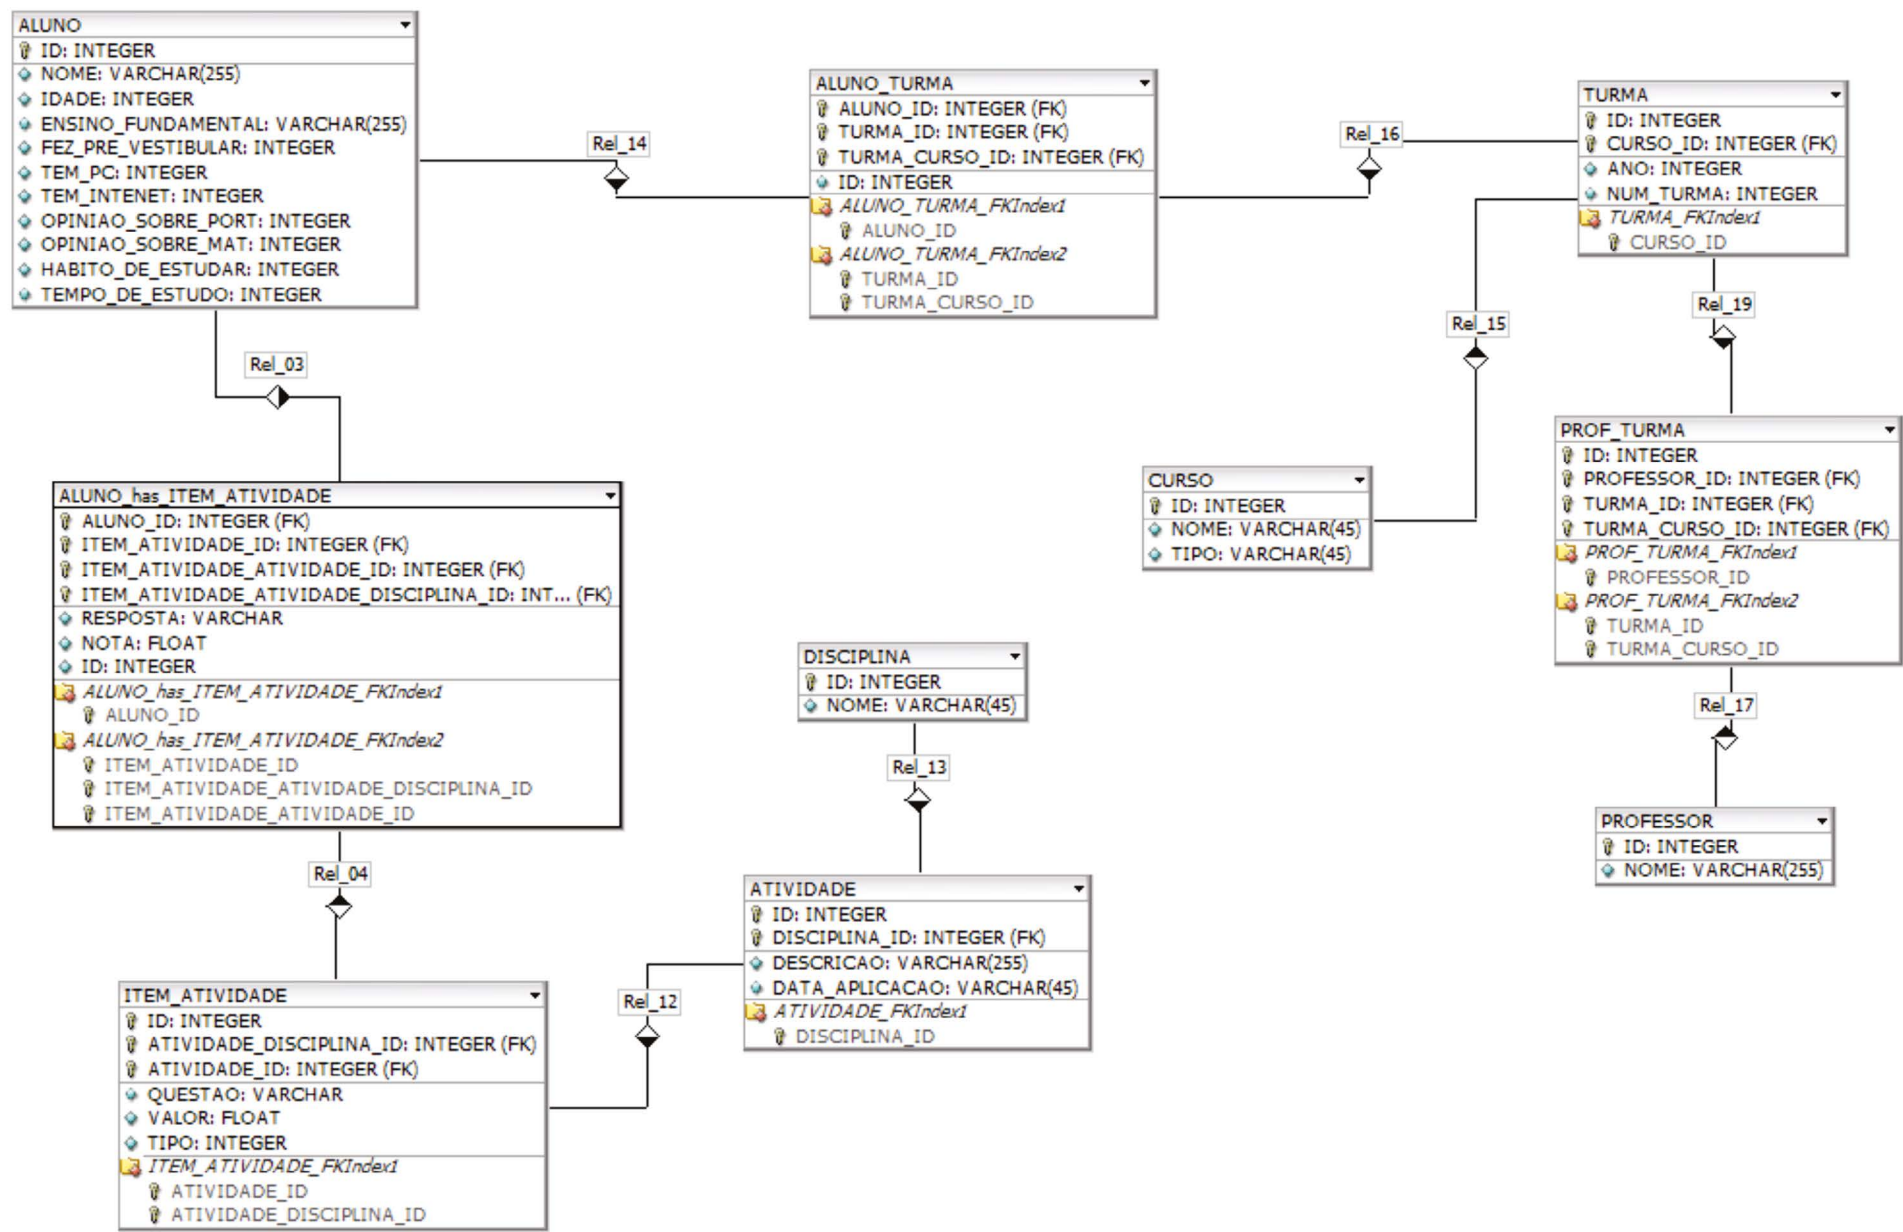 ALUNO
ID: INTEGER
NOME: VARCHAR(255)
IDADE: INTEGER
ENSINO_FUNDAMENTAL: VARCHAR(255)
FEZ_PRE_VESTIBULAR: INTEGER
TEM_PC: INTEGER
TEM_INTENET: INTEGER
OPINIAO_SOBRE_PORT: INTEGER
OPINIAO_SOBRE_MAT: INTEGER
HABITO_DE_ESTUDAR: INTEGER
TEMPO_DE_ESTUDO: INTEGER
Rel_14
ALUNO_TURMA
ALUNO_ID: INTEGER (FK)
TURMA_ID: INTEGER (FK)
TURMA_CURSO_ID: INTEGER (FK)
ID: INTEGER
ALUNO_TURMA_FKIndex1
ALUNO_ID
ALUNO_TURMA_FKIndex2
TURMA_ID
TURMA_CURSO_ID
Rel_16
TURMA
ID: INTEGER
CURSO_ID: INTEGER (FK)
ANO: INTEGER
NUM_TURMA: INTEGER
TURMA_FKIndex1
CURSO_ID
Rel_15
Rel_19
Rel_03
ALUNO_has_ITEM_ATIVIDADE
ALUNO_ID: INTEGER (FK)
ITEM_ATIVIDADE_ID: INTEGER (FK)
ITEM_ATIVIDADE_ATIVIDADE_ID: INTEGER (FK)
ITEM_ATIVIDADE_ATIVIDADE_DISCIPLINA_ID: INT... (FK)
RESPOSTA: VARCHAR
NOTA: FLOAT
ID: INTEGER
ALUNO_has_ITEM_ATIVIDADE_FKIndex1
ALUNO_ID
ALUNO_has_ITEM_ATIVIDADE_FKIndex2
ITEM_ATIVIDADE_ID
ITEM_ATIVIDADE_ATIVIDADE_DISCIPLINA_ID
ITEM_ATIVIDADE_ATIVIDADE_ID
CURSO
ID: INTEGER
NOME: VARCHAR(45)
TIPO: VARCHAR(45)
PROF_TURMA
ID: INTEGER
PROFESSOR_ID: INTEGER (FK)
TURMA_ID: INTEGER (FK)
TURMA_CURSO_ID: INTEGER (FK)
PROF_TURMA_FKIndex1
PROFESSOR_ID
PROF_TURMA_FKIndex2
TURMA_ID
TURMA_CURSO_ID
Rel_17
PROFESSOR
ID: INTEGER
NOME: VARCHAR(255)
DISCIPLINA
ID: INTEGER
NOME: VARCHAR(45)
Rel_13
ATIVIDADE
ID: INTEGER
DISCIPLINA_ID: INTEGER (FK)
DESCRICAO: VARCHAR(255)
DATA_APLICACAO: VARCHAR(45)
ATIVIDADE_FKIndex1
DISCIPLINA_ID
Rel_04
Rel_12
ITEM_ATIVIDADE
ID: INTEGER
ATIVIDADE_DISCIPLINA_ID: INTEGER (FK)
ATIVIDADE_ID: INTEGER (FK)
QUESTAO: VARCHAR
VALOR: FLOAT
TIPO: INTEGER
ITEM_ATIVIDADE_FKIndex1
ATIVIDADE_ID
ATIVIDADE_DISCIPLINA_ID